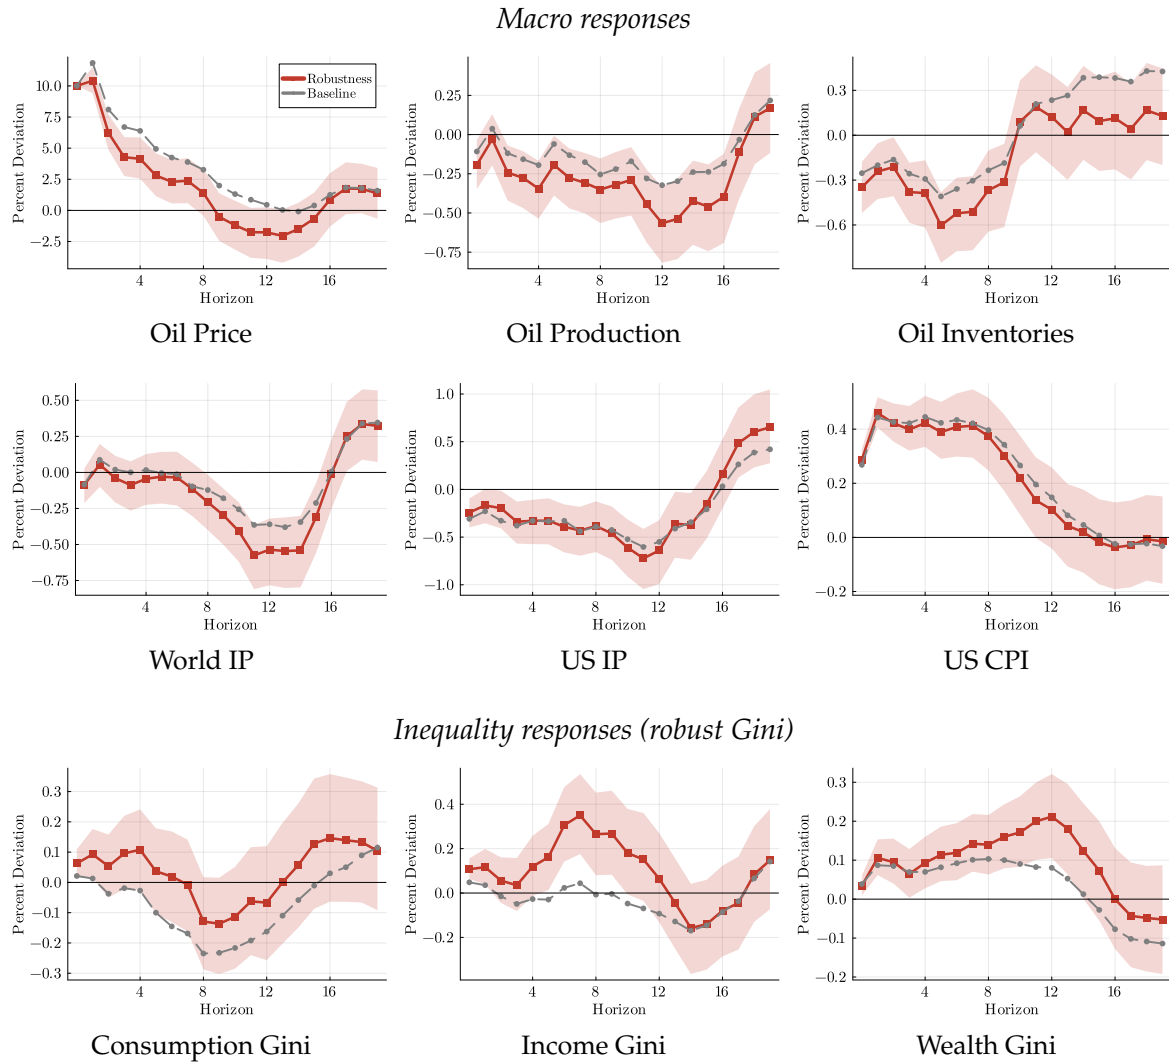 Macro responses
Percent Deviation
10.0
7.5
5.0
2.5
0.0
−2.5
Robustness
Baseline
4
8
12
16
Horizon
Oil Price
Percent Deviation
0.25
0.00
−0.25
−0.50
−0.75
4
8
12
16
Horizon
Oil Production
Percent Deviation
0.3
0.0
−0.3
−0.6
4
8
12
16
Horizon
Oil Inventories
Percent Deviation
0.50
0.25
0.00
−0.25
−0.50
−0.75
4
8
12
16
Horizon
World IP
Percent Deviation
1.0
0.5
0.0
−0.5
−1.0
4
8
12
16
Horizon
US IP
Percent Deviation
0.4
0.2
0.0
−0.2
4
8
12
16
Horizon
US CPI
Inequality responses (robust Gini)
Percent Deviation
0.3
0.2
0.1
0.0
−0.1
−0.2
−0.3
4
8
12
16
Horizon
Consumption Gini
Percent Deviation
0.4
0.2
0.0
−0.2
4
8
12
16
Horizon
Income Gini
Percent Deviation
0.3
0.2
0.1
0.0
−0.1
−0.2
4
8
12
16
Horizon
Wealth Gini